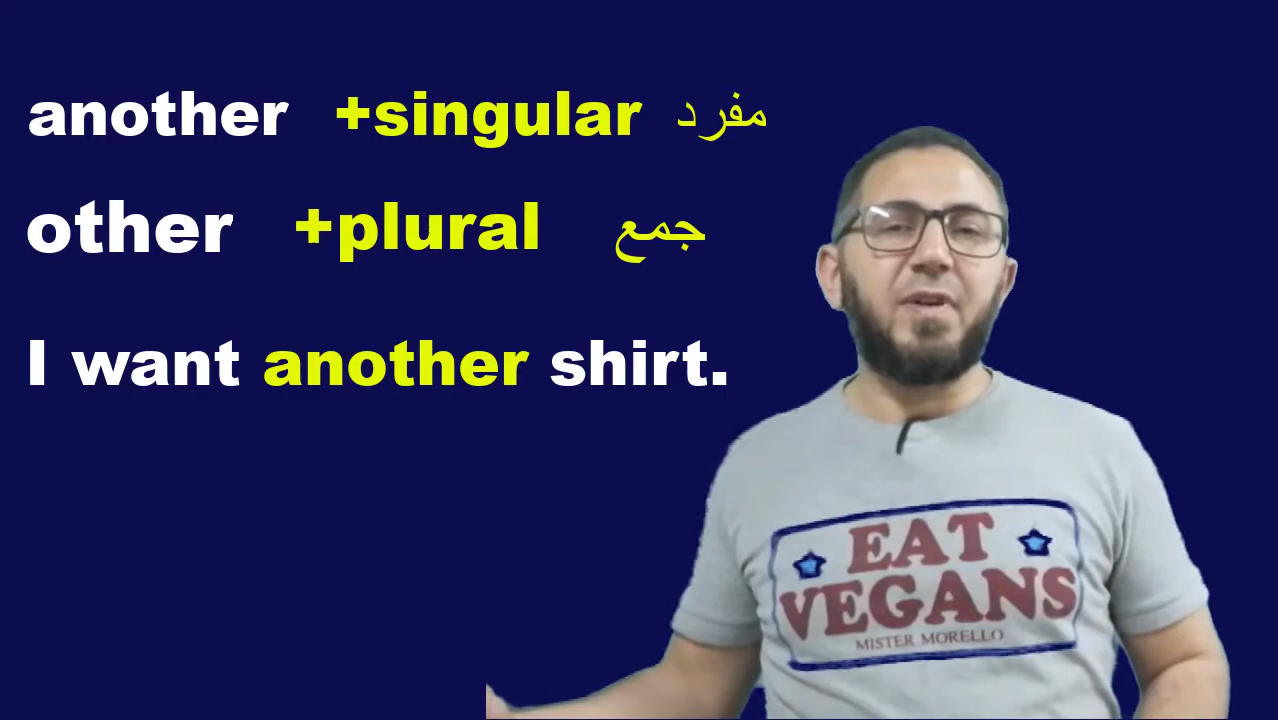 another +singular مفرد
other +plural جمع
I want another shirt.
EAT
VEGANS
MISTER MORELLO